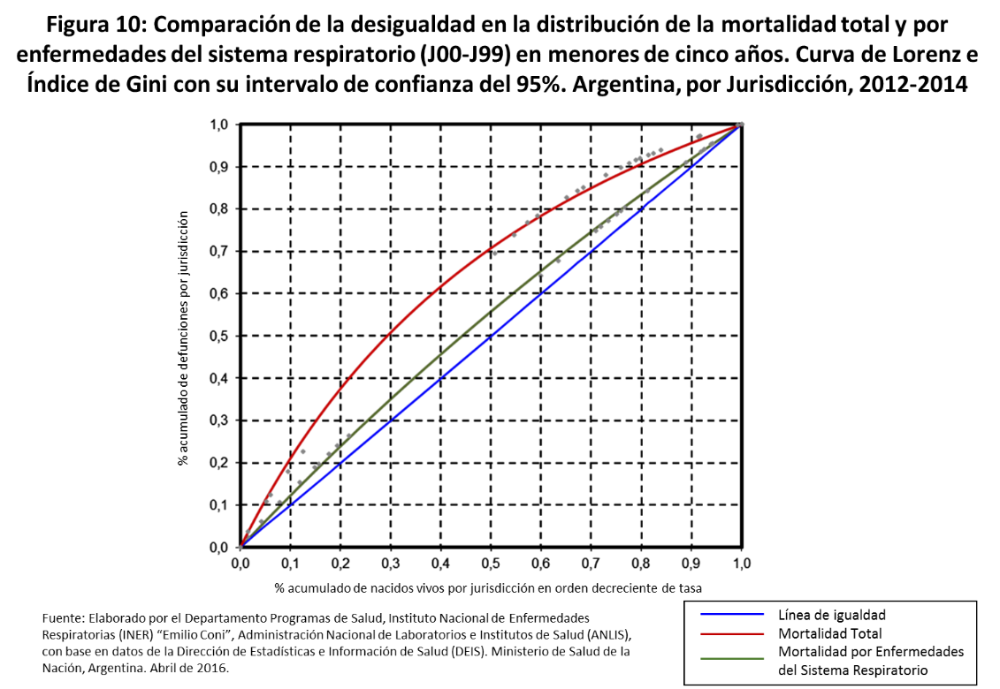 Figura 10: Comparación de la desigualdad en la distribución de la mortalidad total y por
enfermedades del sistema respiratorio (J00-J99) en menores de cinco años. Curva de Lorenz e
Índice de Gini con su intervalo de confianza del 95%. Argentina, por Jurisdicción, 2012-2014
% acumulado de defunciones por jurisdicción
1,0
0,9
0,8
0,7
0,6
0,5
0,4
0,3
0,2
0,1
0,0
0,0 0,1 0,2 0,3 0,4 0,5 0,6 0,7 0,8 0,9 1,0
% acumulado de nacidos vivos por jurisdicción en orden decreciente de tasa
Fuente: Elaborado por el Departamento Programas de Salud, Instituto Nacional de Enfermedades
Respiratorias (INER) “Emilio Coni”, Administración Nacional de Laboratorios e Institutos de Salud (ANLIS),
con base en datos de la Dirección de Estadísticas e Información de Salud (DEIS). Ministerio de Salud de la
Nación, Argentina. Abril de 2016.
Línea de igualdad
Mortalidad Total
Mortalidad por Enfermedades
del Sistema Respiratorio